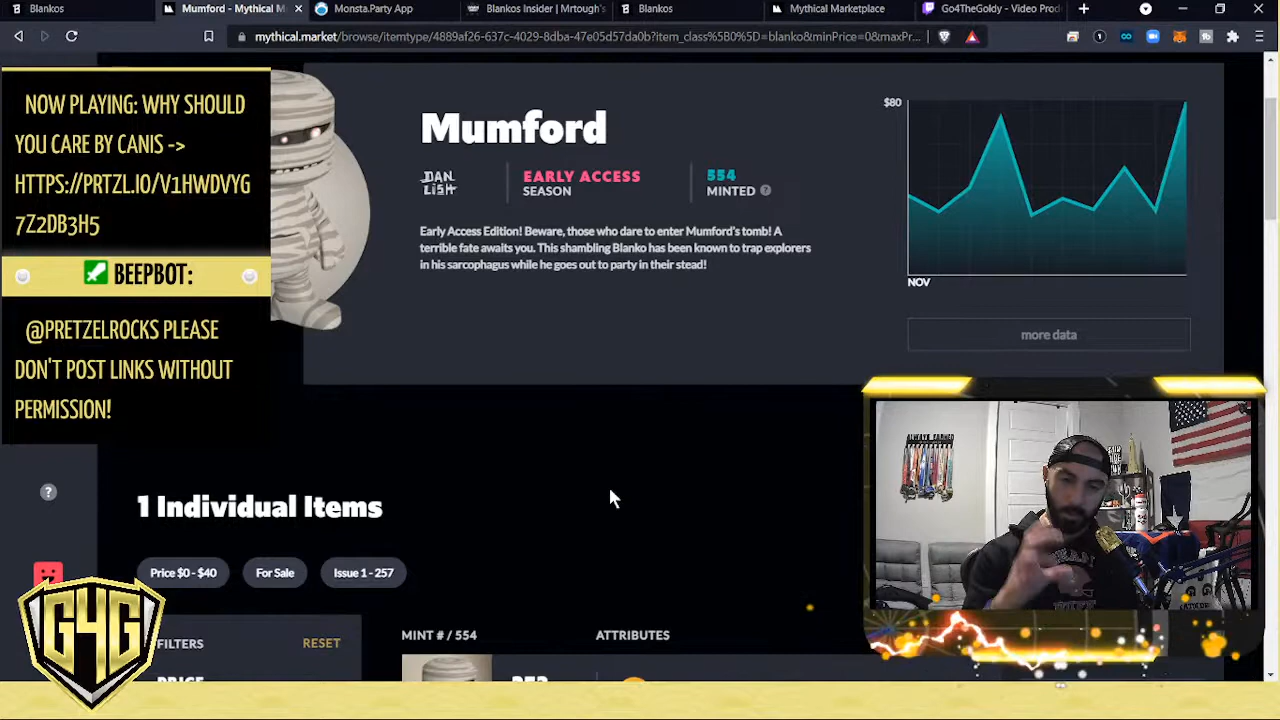 Blankos
Mumford - Mythical M
Monsta.Party App
Blankos Insider | Mrtough's
Blankos
Mythical Marketplace
Go4TheGoldy - Video Prod
mythical.market/browse/itemtype/4889af26-637c-4029-8dba-47e05d57da0b?item_class%5B0%5D=blanko&minPrice=0&maxPr...
NOW PLAYING: WHY SHOULD
YOU CARE BY CANIS ->
HTTPS://PRTZL.IO/V1HWDVYG
7Z2DB3H5
BEEPBOT:
@PRETZELROCKS PLEASE
DON'T POST LINKS WITHOUT
PERMISSION!
Mumford
DAN LISH
EARLY ACCESS
SEASON
554
MINTED
Early Access Edition! Beware, those who dare to enter Mumford's tomb! A
terrible fate awaits you. This shambling Blanko has been known to trap explorers
in his sarcophagus while he goes out to party in their stead!
$80
NOV
more data
1 Individual Items
Price $0 - $40
For Sale
Issue 1 - 257
FILTERS
RESET
PRICE
MINT # / 554
ATTRIBUTES
G4G
ALWAYS EARNED